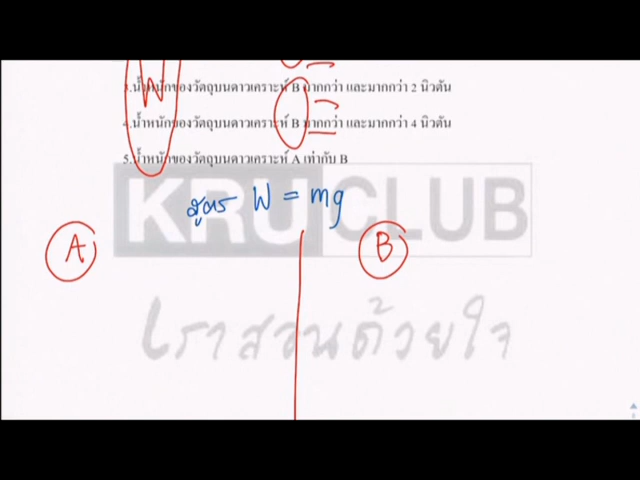 3.น้ำหนักของวัตถุบนดาวเคราะห์ B มากกว่า และมากกว่า 2 นิวตัน
4.น้ำหนักของวัตถุบนดาวเคราะห์ B มากกว่า และมากกว่า 4 นิวตัน
5.น้ำหนักของวัตถุบนดาวเคราะห์ A เท่ากับ B
W
สูตร W = mg
KRU CLUB
A B
เราสอนด้วยใจ